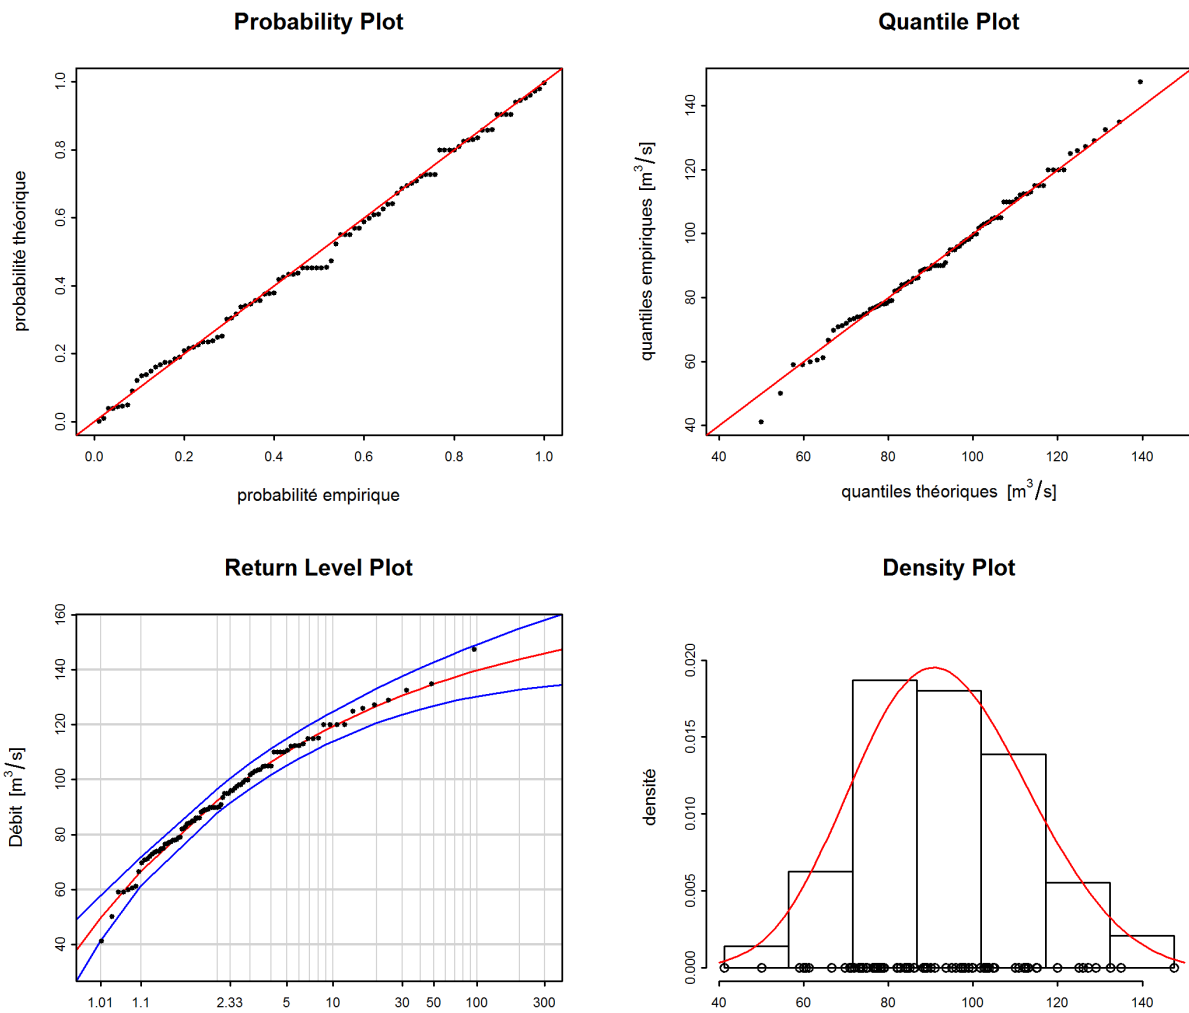 Probability Plot
probabilité théorique
0.0 0.2 0.4 0.6 0.8 1.0
0.0 0.2 0.4 0.6 0.8 1.0
probabilité empirique
Quantile Plot
quantiles empiriques [m³/s]
40 60 80 100 120 140
40 60 80 100 120 140
quantiles théoriques [m³/s]
Return Level Plot
Débit [m³/s]
40 60 80 100 120 140 160
1.01 1.1 2.33 5 10 30 50 100 300
Density Plot
densité
0.000 0.005 0.010 0.015 0.020
40 60 80 100 120 140